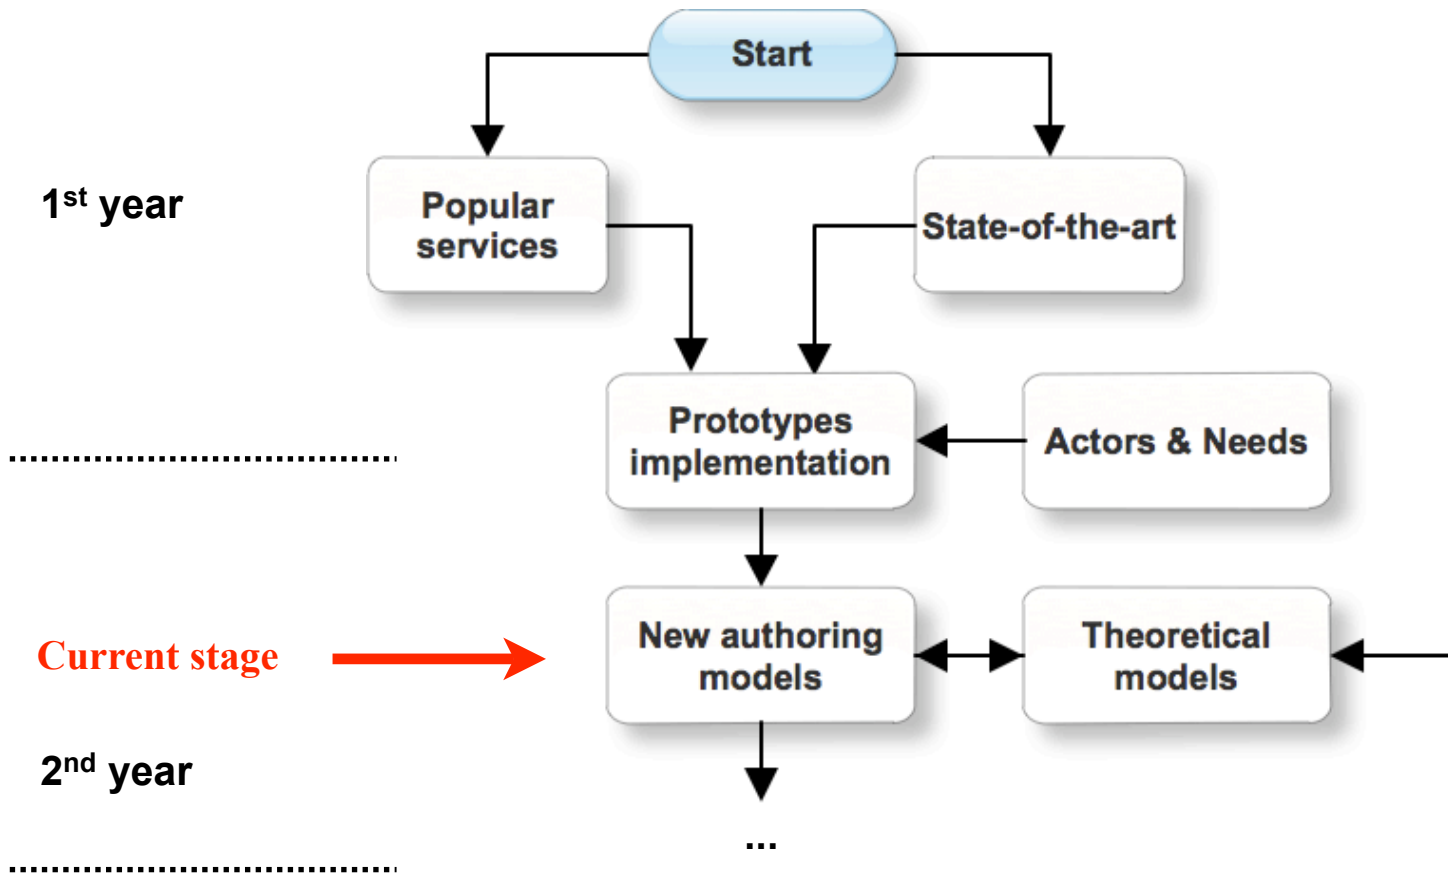 Start
1st year
Popular
services
State-of-the-art
Prototypes
implementation
Actors & Needs
Current stage
New authoring
models
Theoretical
models
2nd year
...